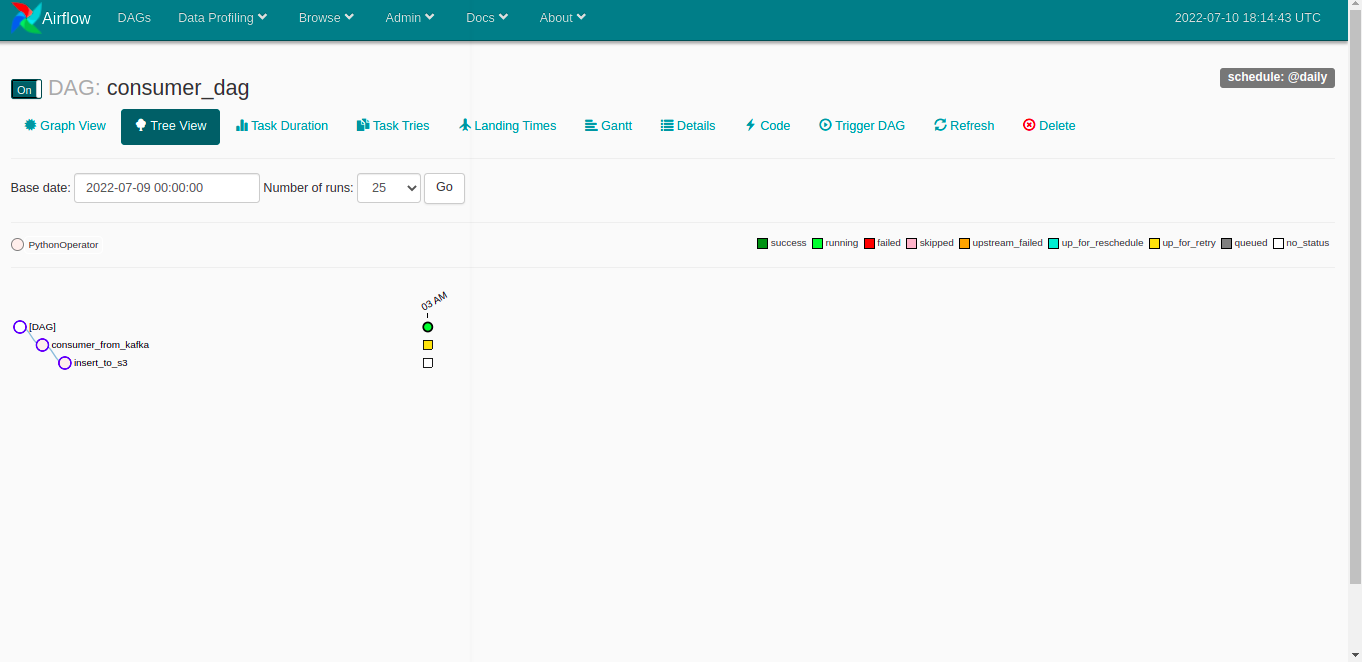 Airflow DAGs Data Profiling Browse Admin Docs About 2022-07-10 18:14:43 UTC
On DAG: consumer_dag schedule: @daily
Graph View Tree View Task Duration Task Tries Landing Times Gantt Details Code Trigger DAG Refresh Delete
Base date: 2022-07-09 00:00:00 Number of runs: 25 Go
PythonOperator success running failed skipped upstream_failed up_for_reschedule up_for_retry queued no_status
03 AM
[DAG]
consumer_from_kafka
insert_to_s3